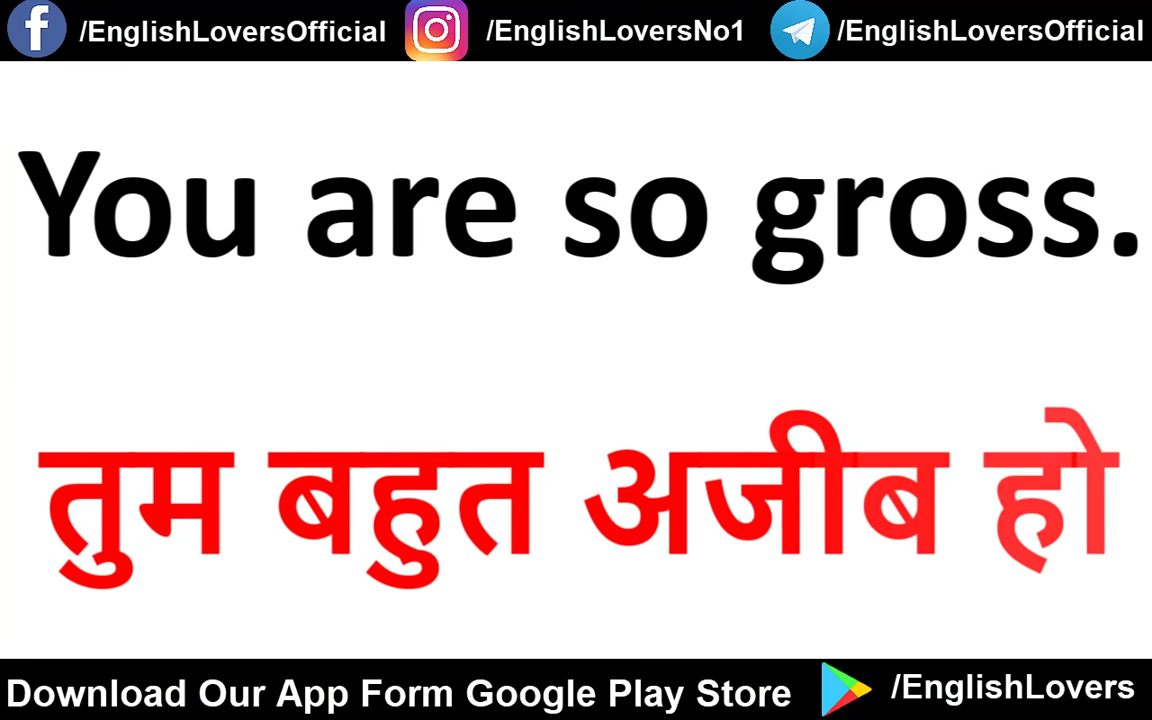 /EnglishLoversOfficial /EnglishLoversNo1 /EnglishLoversOfficial
You are so gross.
तुम बहुत अजीब हो
Download Our App Form Google Play Store /EnglishLovers